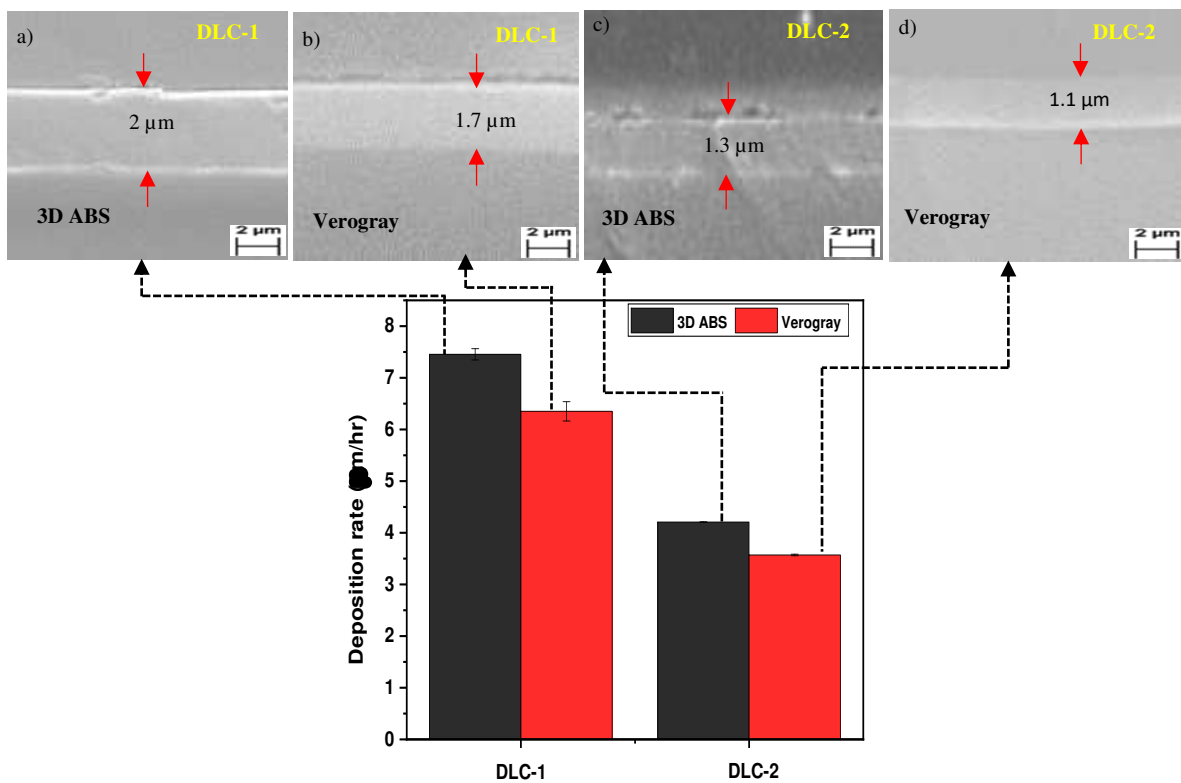 a)
DLC-1
2 µm
3D ABS
2 µm
b)
DLC-1
1.7 µm
Verogray
2 µm
c)
DLC-2
1.3 µm
3D ABS
2 µm
d)
DLC-2
1.1 µm
Verogray
2 µm
3D ABS
Verogray
Deposition rate m/hr)
8
7
6
5
4
3
2
1
0
DLC-1
DLC-2